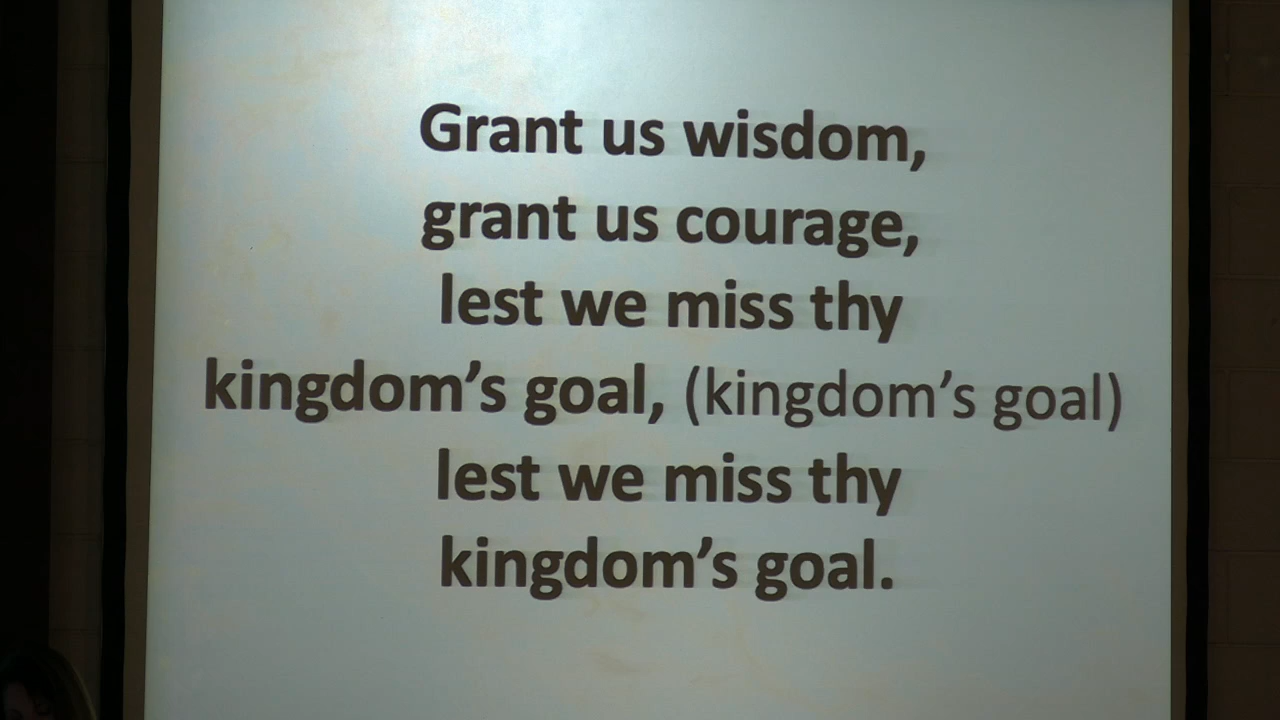 Grant us wisdom,
grant us courage,
lest we miss thy
kingdom’s goal, (kingdom’s goal)
lest we miss thy
kingdom’s goal.